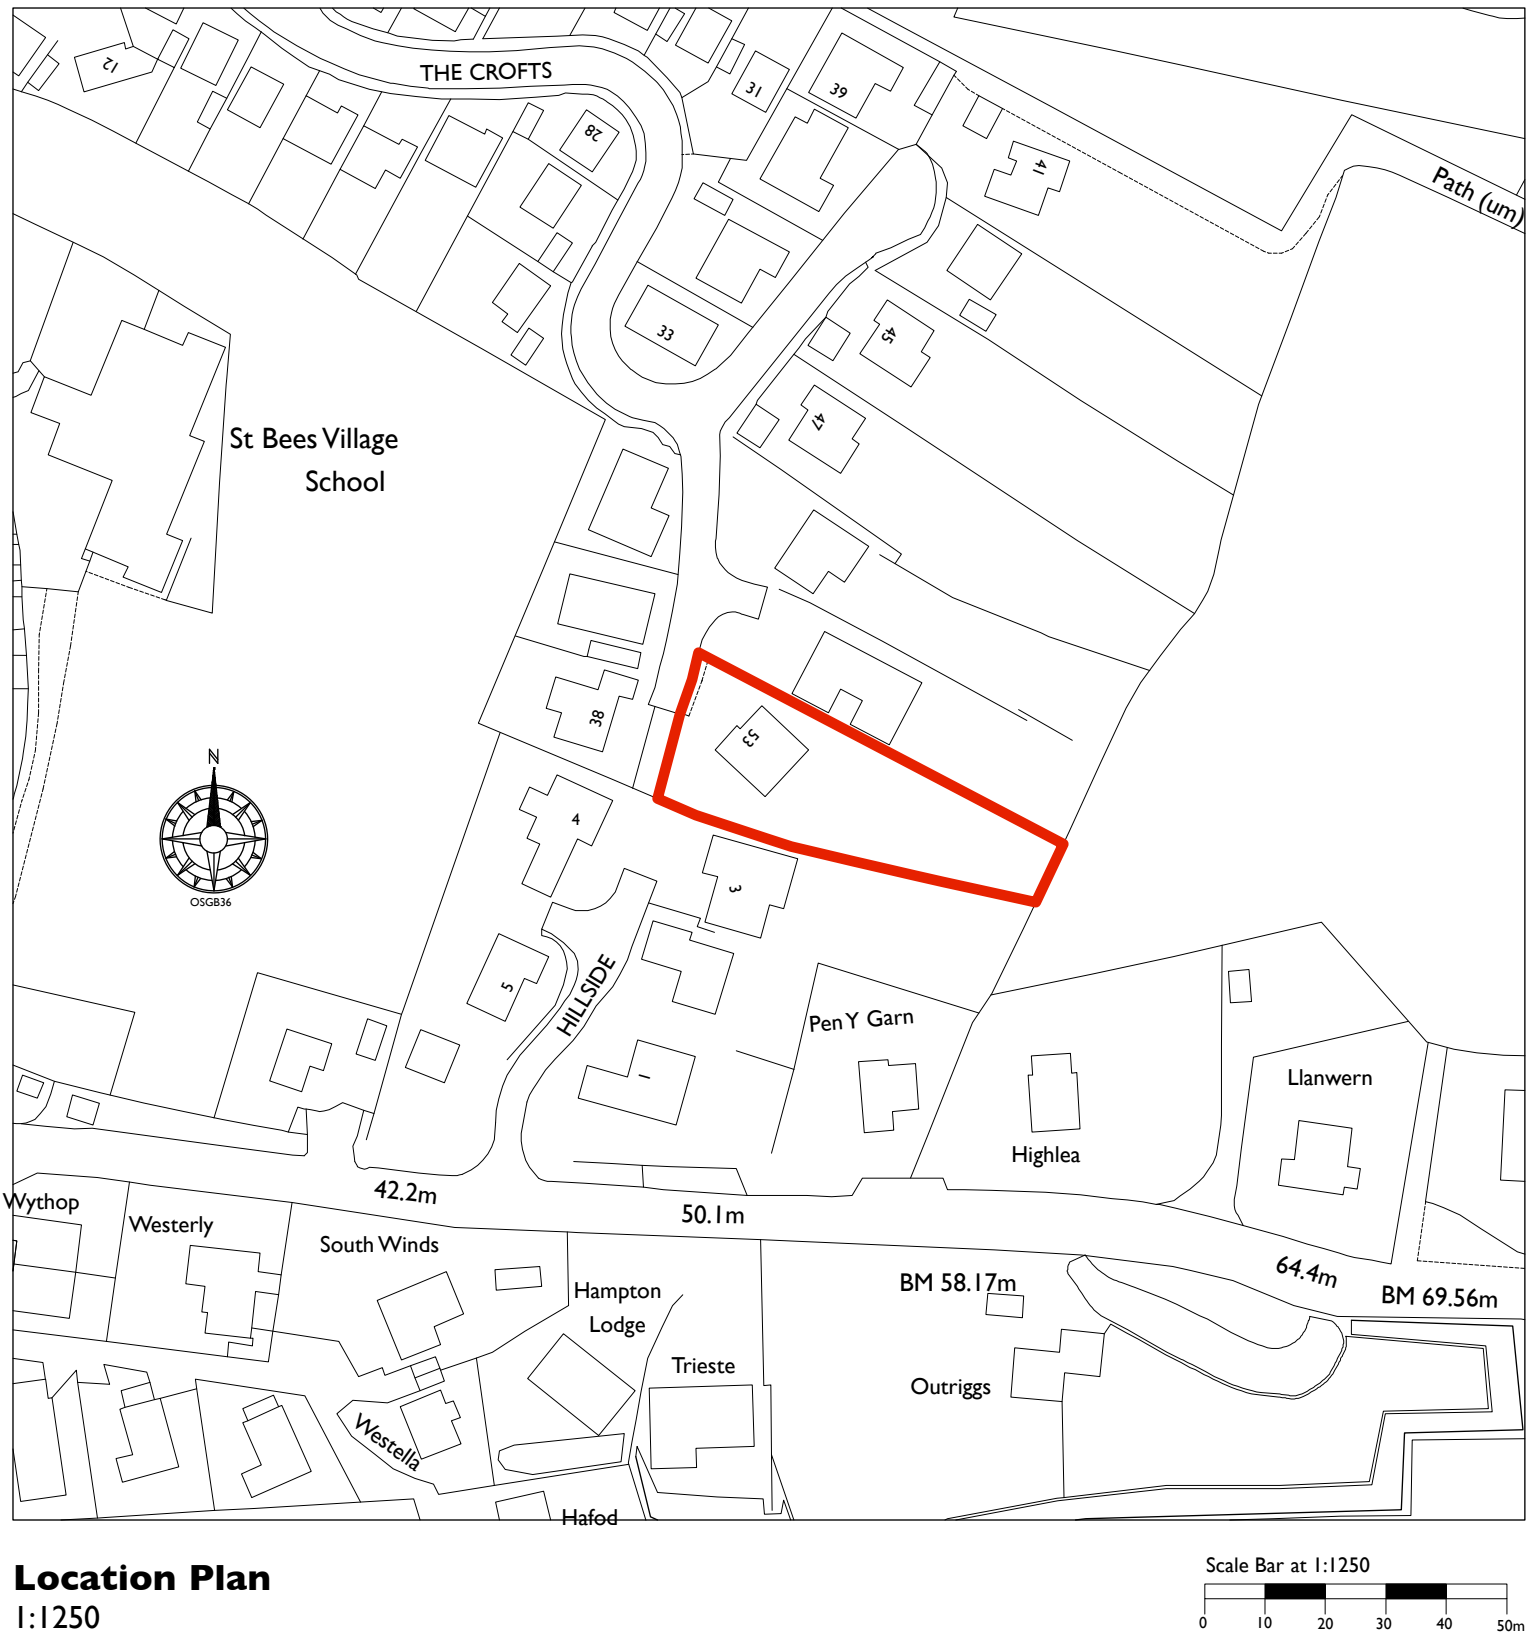 12
THE CROFTS
31
39
28
41
Path (um)
33
45
47
St Bees Village
School
38
53
N
OSGB36
4
3
5
HILLSIDE
Pen Y Garn
1
Llanwern
Highlea
42.2m
50.1m
Wythop
Westerly
South Winds
Hampton
Lodge
BM 58.17m
64.4m
BM 69.56m
Trieste
Outriggs
Westella
Hafod
Location Plan
1:1250
Scale Bar at 1:1250
0 10 20 30 40 50m